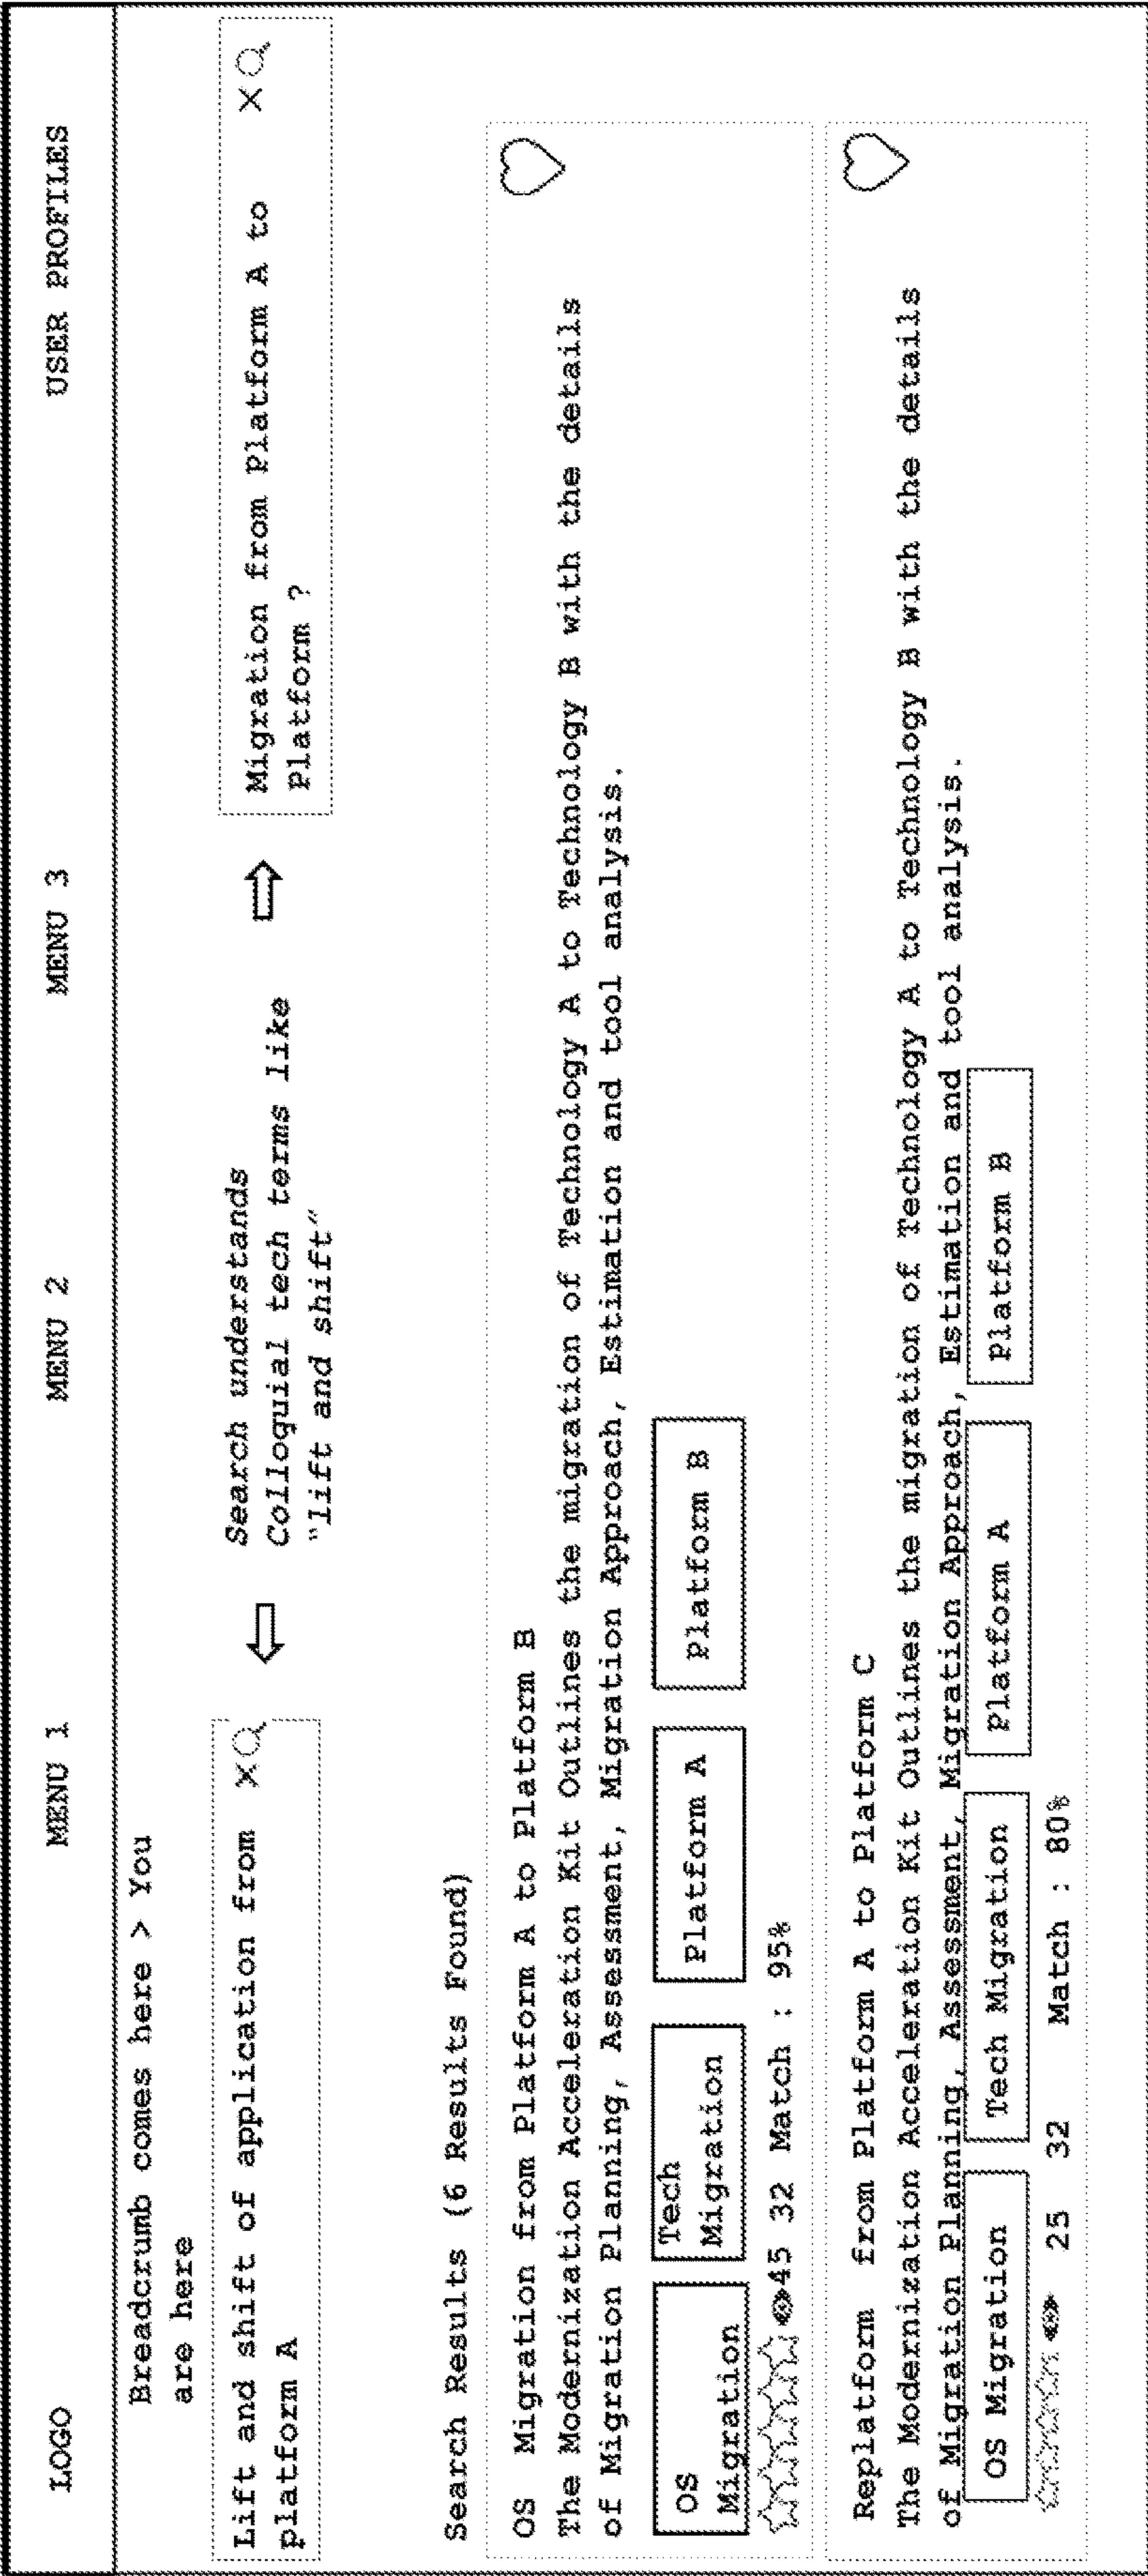 LOGO MENU 1 MENU 2 MENU 3 USER PROFILES
Breadcrumb comes here > You
are here
Lift and shift of application from
platform A
Search understands
Colloquial tech terms like
"lift and shift"
Migration from Platform A to
Platform ?
Search Results (6 Results Found)
OS Migration from Platform A to Platform B
The Modernization Acceleration Kit Outlines the migration of Technology A to Technology B with the details
of Migration Planning, Assessment, Migration Approach, Estimation and tool analysis.
OS
Migration
Tech
Migration
Platform A
Platform B
45 32 Match : 95%
Replatform from Platform A to Platform C
The Modernization Acceleration Kit Outlines the migration of Technology A to Technology B with the details
of Migration Planning, Assessment, Migration Approach, Estimation and tool analysis.
OS Migration
Tech Migration
Platform A
Platform B
25 32 Match : 80%